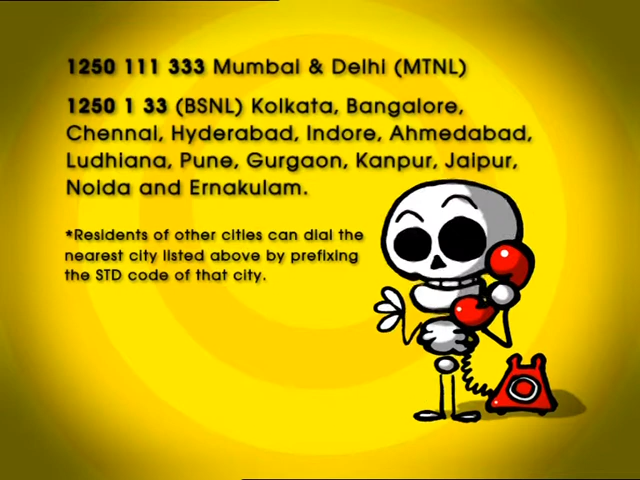 1250 111 333 Mumbai & Delhi (MTNL)
1250 1 33 (BSNL) Kolkata, Bangalore,
Chennai, Hyderabad, Indore, Ahmedabad,
Ludhiana, Pune, Gurgaon, Kanpur, Jaipur,
Noida and Ernakulam.
*Residents of other cities can dial the
nearest city listed above by prefixing
the STD code of that city.